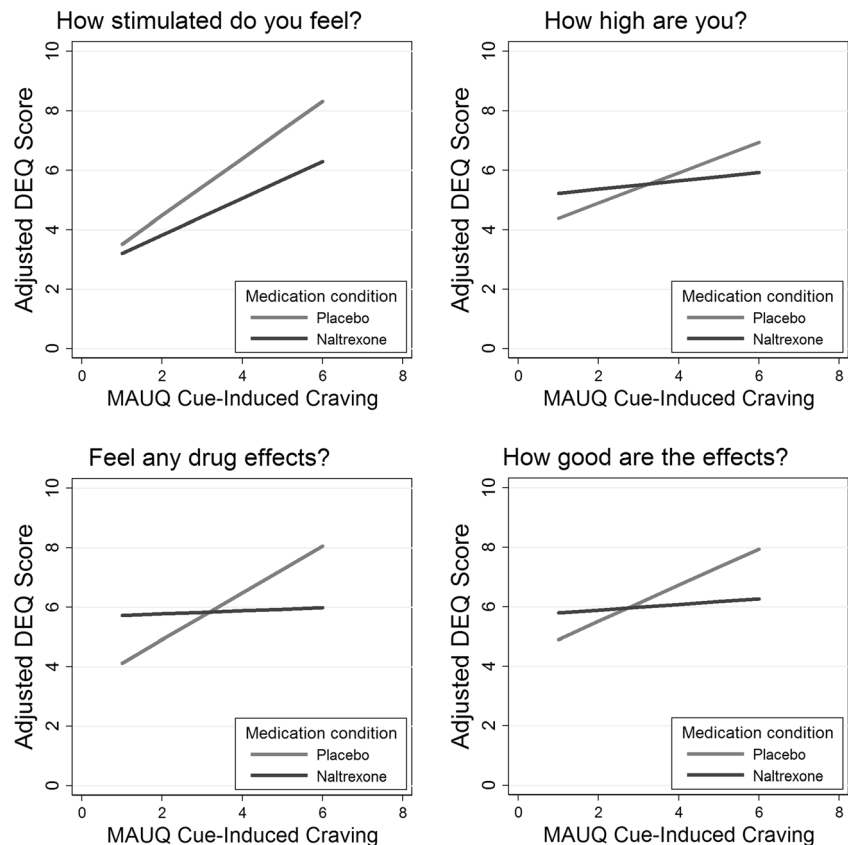 How stimulated do you feel?
Adjusted DEQ Score
10
8
6
4
2
0
Medication condition
Placebo
Naltrexone
0 2 4 6 8
MAUQ Cue-Induced Craving
How high are you?
Adjusted DEQ Score
10
8
6
4
2
0
Medication condition
Placebo
Naltrexone
0 2 4 6 8
MAUQ Cue-Induced Craving
Feel any drug effects?
Adjusted DEQ Score
10
8
6
4
2
0
Medication condition
Placebo
Naltrexone
0 2 4 6 8
MAUQ Cue-Induced Craving
How good are the effects?
Adjusted DEQ Score
10
8
6
4
2
0
Medication condition
Placebo
Naltrexone
0 2 4 6 8
MAUQ Cue-Induced Craving